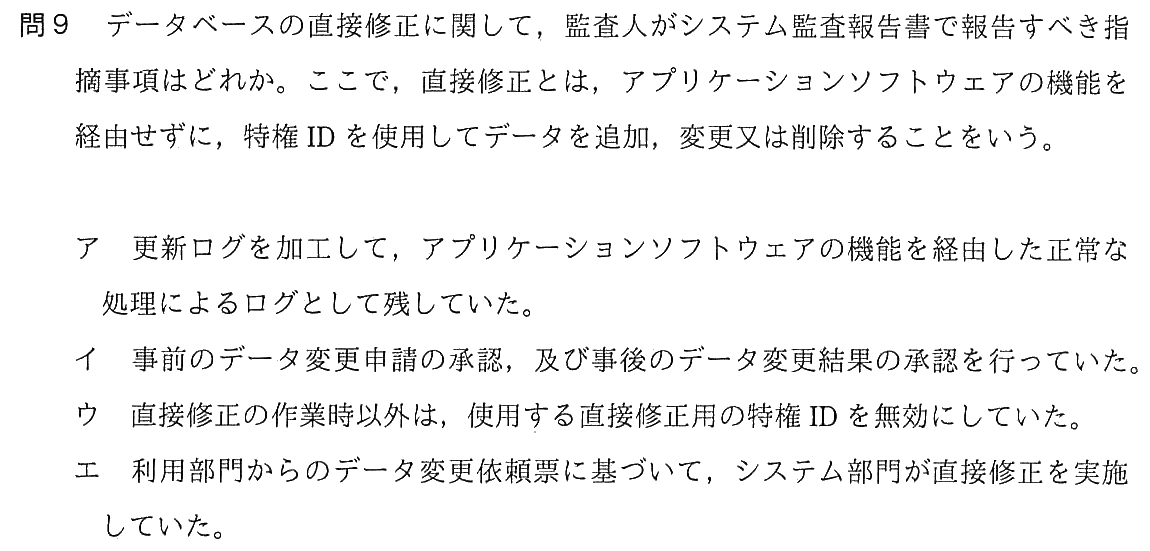 問9 データベースの直接修正に関して，監査人がシステム監査報告書で報告すべき指
摘事項はどれか。ここで，直接修正とは，アプリケーションソフトウェアの機能を
経由せずに，特権 ID を使用してデータを追加，変更又は削除することをいう。
ア 更新ログを加工して，アプリケーションソフトウェアの機能を経由した正常な
処理によるログとして残していた。
イ 事前のデータ変更申請の承認，及び事後のデータ変更結果の承認を行っていた。
ウ 直接修正の作業時以外は，使用する直接修正用の特権 ID を無効にしていた。
エ 利用部門からのデータ変更依頼票に基づいて，システム部門が直接修正を実施
していた。